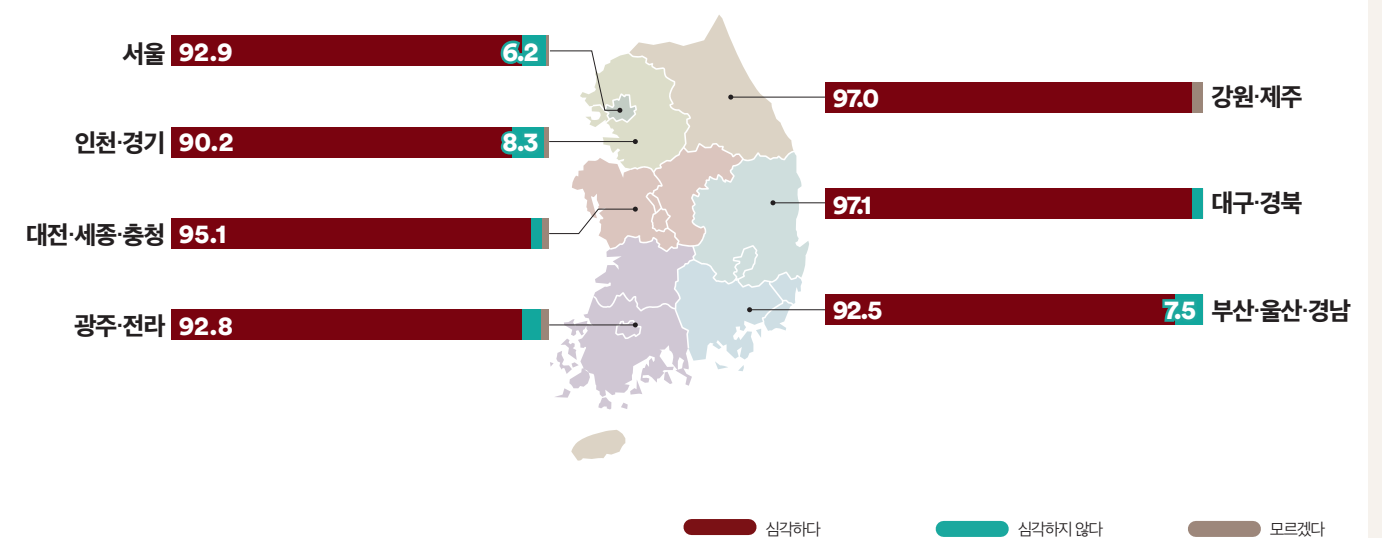 서울 92.9 6.2
인천·경기 90.2 8.3
대전·세종·충청 95.1
광주·전라 92.8
97.0 강원·제주
97.1 대구·경북
92.5 7.5 부산·울산·경남
심각하다 심각하지 않다 모르겠다